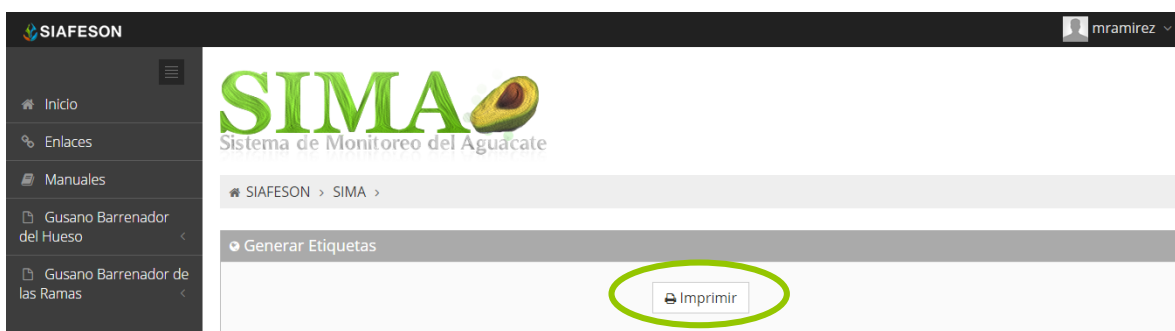 SIAFESON
mramirez
Inicio
Enlaces
Manuales
Gusano Barrenador
del Hueso
Gusano Barrenador de
las Ramas
SIMA
Sistema de Monitoreo del Aguacate
SIAFESON > SIMA >
Generar Etiquetas
Imprimir